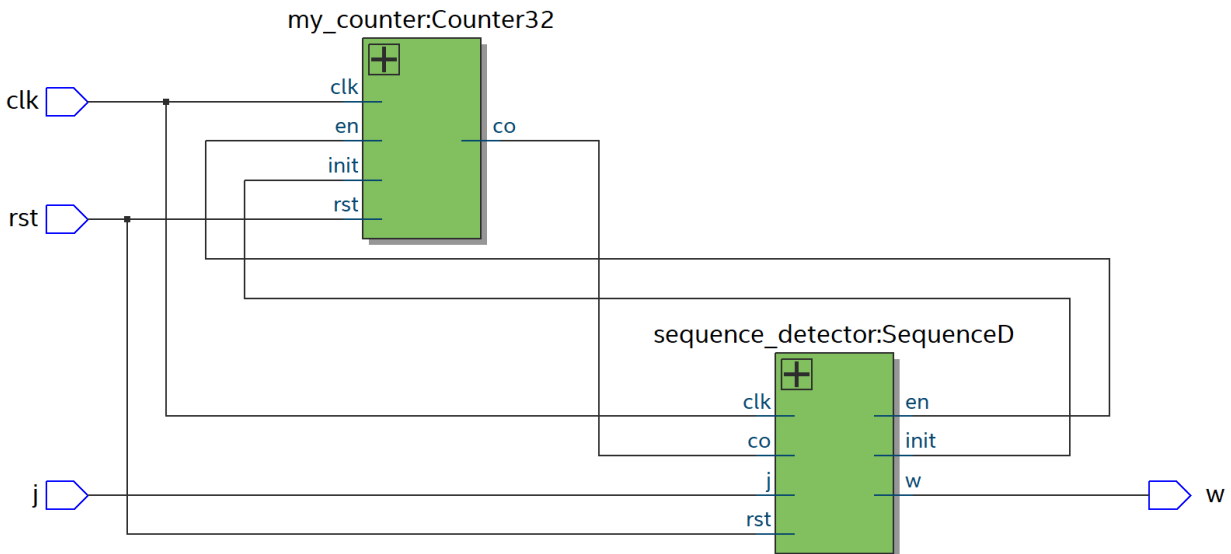 my_counter:Counter32
clk
clk
en
co
init
rst
rst
sequence_detector:SequenceD
clk
en
co
init
j
j
w
w
rst